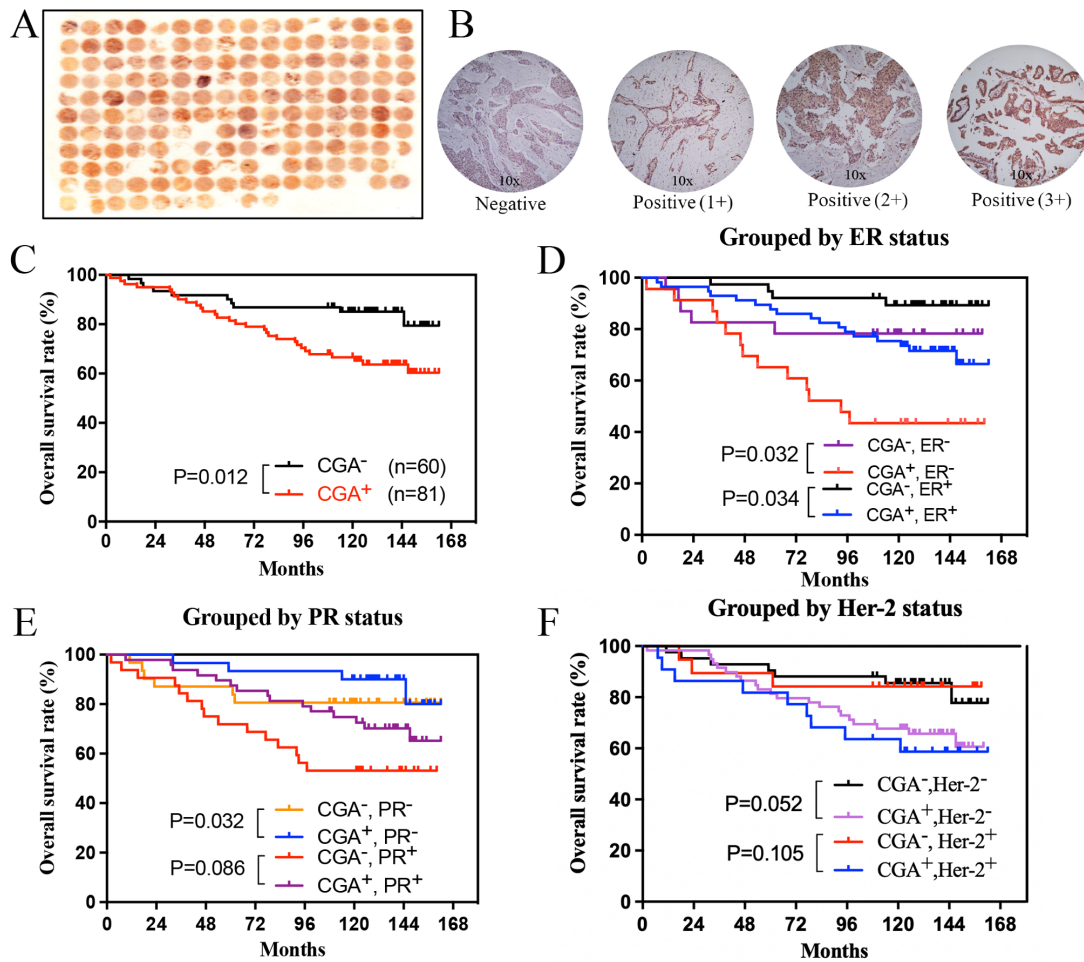 A
B
10x
10x
10x
10x
Negative
Positive (1+)
Positive (2+)
Positive (3+)
C
Overall survival rate (%)
100
80
60
40
20
0
P=0.012
CGA⁻ (n=60)
CGA⁺ (n=81)
0 24 48 72 96 120 144 168
Months
Grouped by ER status
D
Overall survival rate (%)
100
80
60
40
20
0
P=0.032
P=0.034
CGA⁻, ER⁻
CGA⁺, ER⁻
CGA⁻, ER⁺
CGA⁺, ER⁺
0 24 48 72 96 120 144 168
Months
Grouped by PR status
E
Overall survival rate (%)
100
80
60
40
20
0
P=0.032
P=0.086
CGA⁻, PR⁻
CGA⁺, PR⁻
CGA⁻, PR⁺
CGA⁺, PR⁺
0 24 48 72 96 120 144 168
Months
Grouped by Her-2 status
F
Overall survival rate (%)
100
80
60
40
20
0
P=0.052
P=0.105
CGA⁻,Her-2⁻
CGA⁺,Her-2⁻
CGA⁻, Her-2⁺
CGA⁺,Her-2⁺
0 24 48 72 96 120 144 168
Months